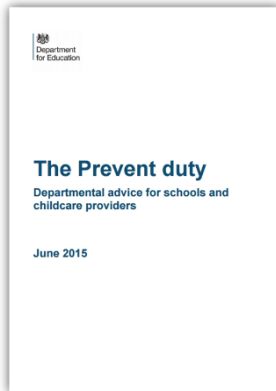 Department
for Education
The Prevent duty
Departmental advice for schools and
childcare providers
June 2015